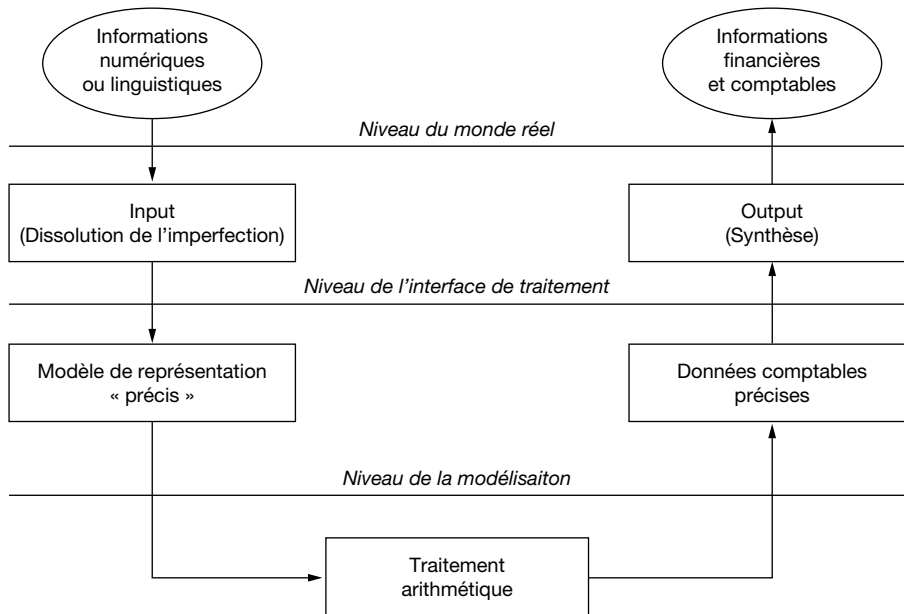 Informations
numériques
ou linguistiques
Informations
financières
et comptables
Niveau du monde réel
Input
(Dissolution de l'imperfection)
Output
(Synthèse)
Niveau de l'interface de traitement
Modèle de représentation
« précis »
Données comptables
précises
Niveau de la modélisaiton
Traitement
arithmétique